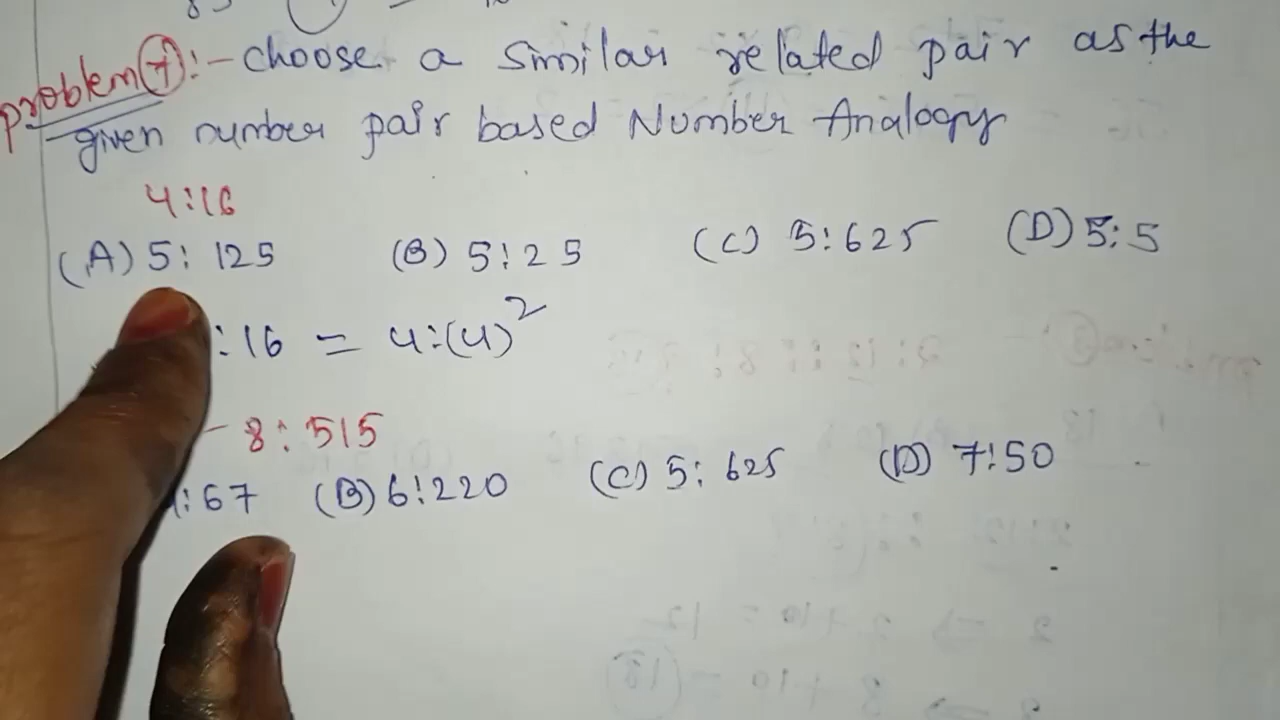 problem 7:- choose a similar related pair as the
given number pair based Number Analogy
4:16
(A) 5: 125 (B) 5:25 (C) 5:625 (D) 5:5
:16 = 4:(4)²
- 8:515
:67 (B) 6:220 (C) 5: 625 (D) 7:50